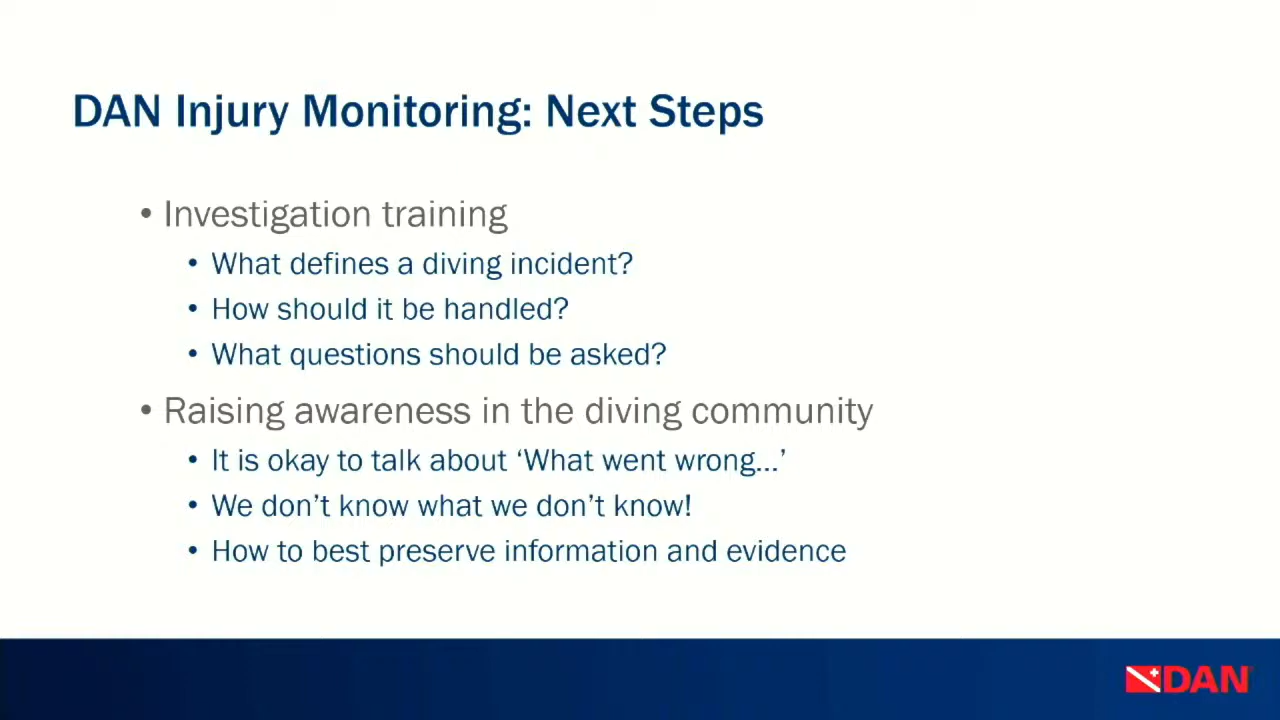 DAN Injury Monitoring: Next Steps
• Investigation training
• What defines a diving incident?
• How should it be handled?
• What questions should be asked?
• Raising awareness in the diving community
• It is okay to talk about ‘What went wrong...’
• We don’t know what we don’t know!
• How to best preserve information and evidence
DAN